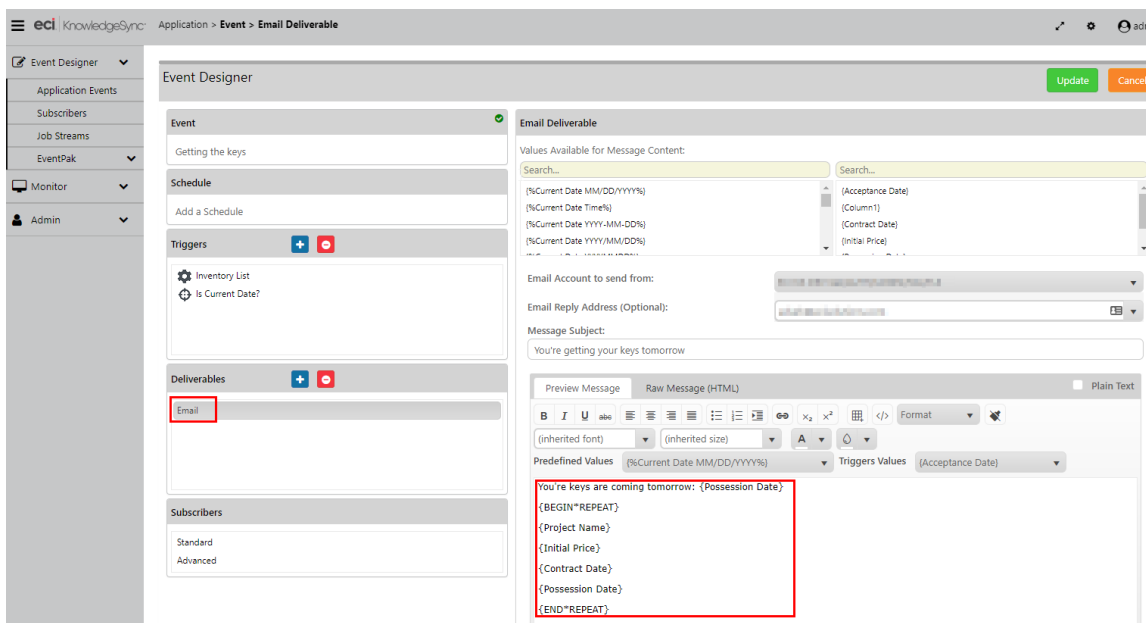 eci KnowledgeSync Application > Event > Email Deliverable
Event Designer
Application Events
Subscribers
Job Streams
EventPak
Monitor
Admin
Event Designer
Update
Cancel
Event
Getting the keys
Schedule
Add a Schedule
Triggers
Inventory List
Is Current Date?
Deliverables
Email
Subscribers
Standard
Advanced
Email Deliverable
Values Available for Message Content:
Search...
{%Current Date MM/DD/YYYY%}
{%Current Date Time%}
{%Current Date YYYY-MM-DD%}
{%Current Date YYYY/MM/DD%}
Search...
{Acceptance Date}
{Column1}
{Contract Date}
{Initial Price}
Email Account to send from:
Email Reply Address (Optional):
Message Subject:
You're getting your keys tomorrow
Preview Message Raw Message (HTML) Plain Text
B I U abc x₂ x² </> Format
(inherited font) (inherited size) A
Predefined Values {%Current Date MM/DD/YYYY%} Triggers Values {Acceptance Date}
You're keys are coming tomorrow: {Possession Date}
{BEGIN*REPEAT}
{Project Name}
{Initial Price}
{Contract Date}
{Possession Date}
{END*REPEAT}